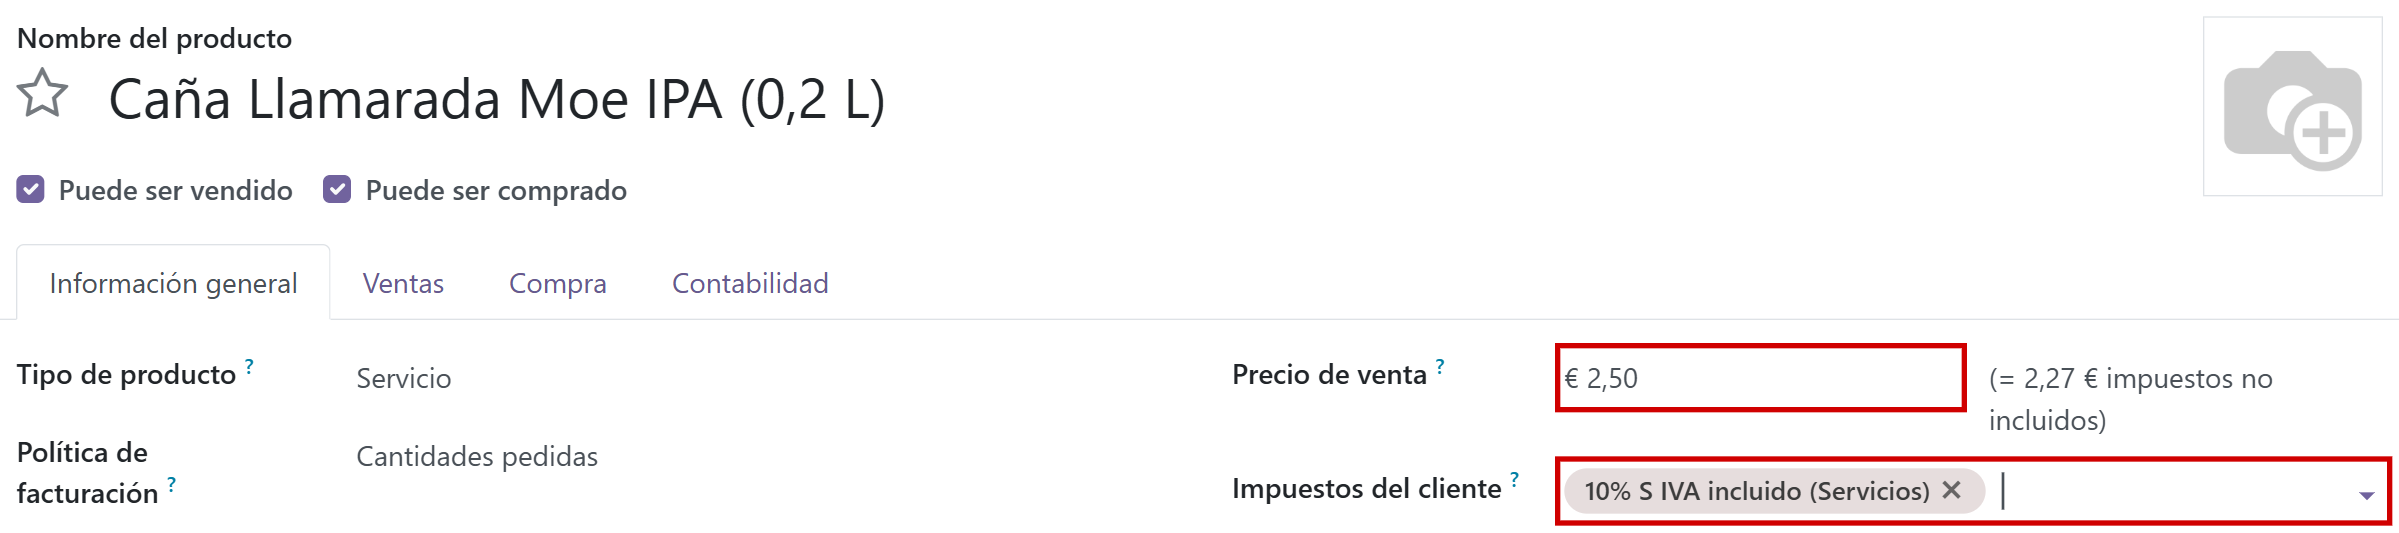 Nombre del producto
Caña Llamarada Moe IPA (0,2 L)
Puede ser vendido Puede ser comprado
Información general Ventas Compra Contabilidad
Tipo de producto ? Servicio
Política de facturación ? Cantidades pedidas
Precio de venta ? € 2,50 (= 2,27 € impuestos no incluidos)
Impuestos del cliente ? 10% S IVA incluido (Servicios) ✕